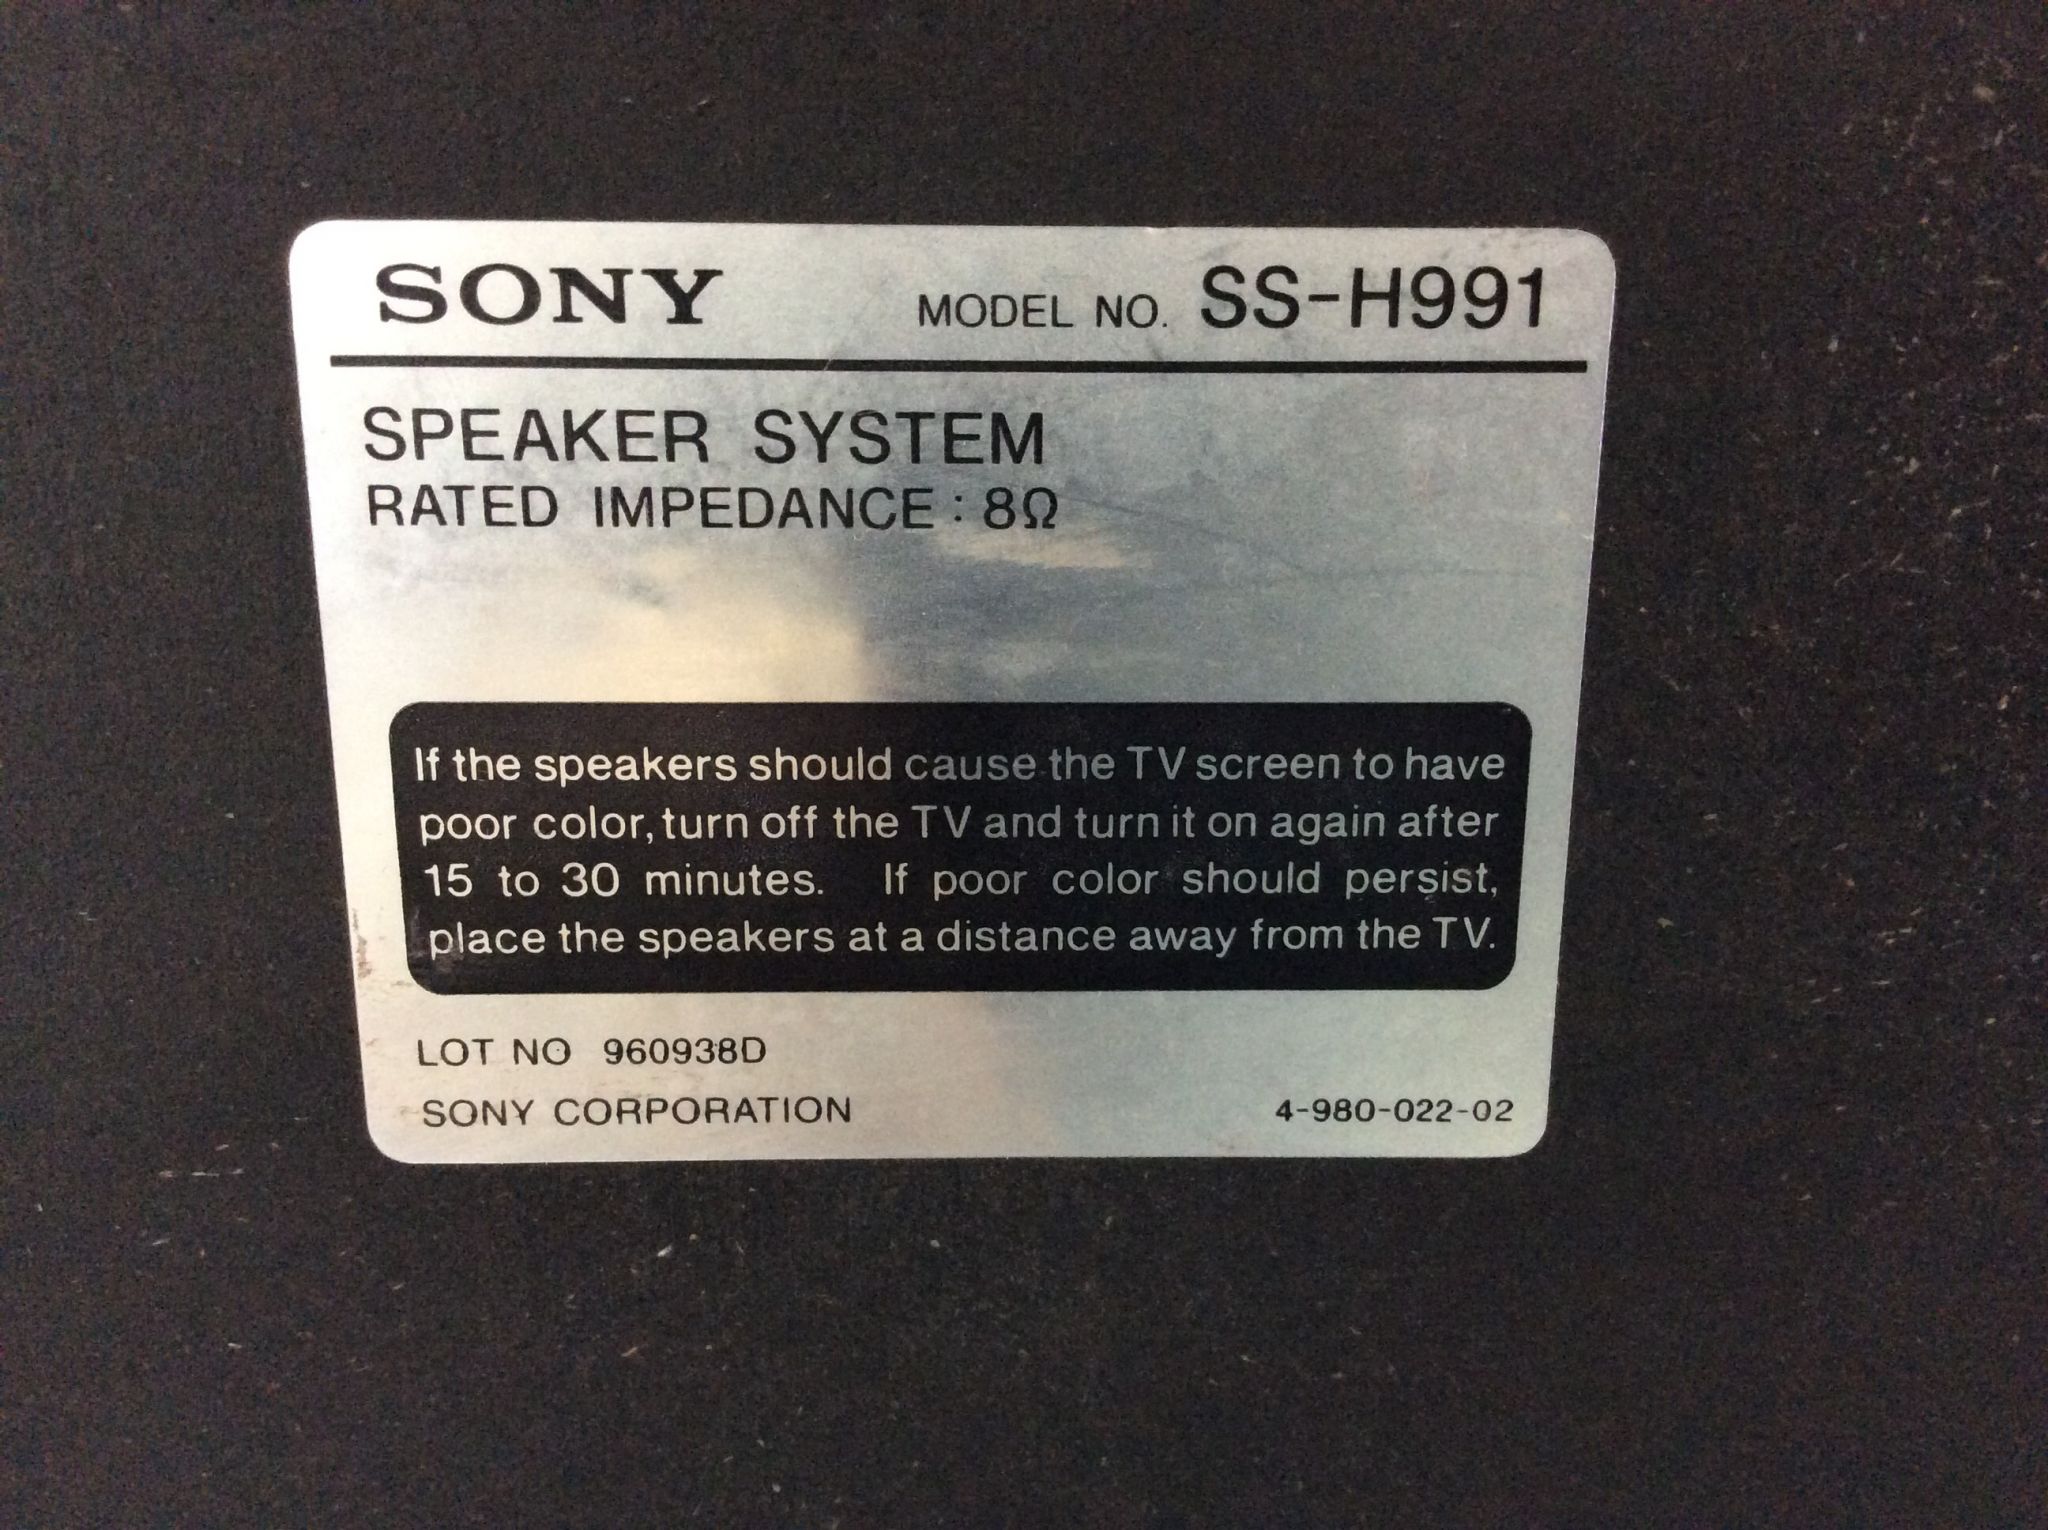 SONY MODEL NO. SS-H991
SPEAKER SYSTEM
RATED IMPEDANCE : 8Ω
If the speakers should cause the TV screen to have
poor color, turn off the TV and turn it on again after
15 to 30 minutes. If poor color should persist,
place the speakers at a distance away from the TV.
LOT NO 960938D
SONY CORPORATION 4-980-022-02